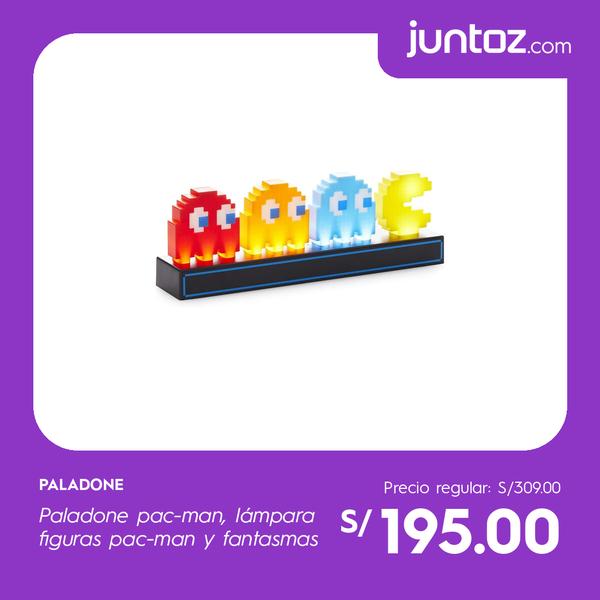 juntoz.com
PALADONE
Paladone pac-man, lámpara
figuras pac-man y fantasmas
Precio regular: S/309.00
S/195.00